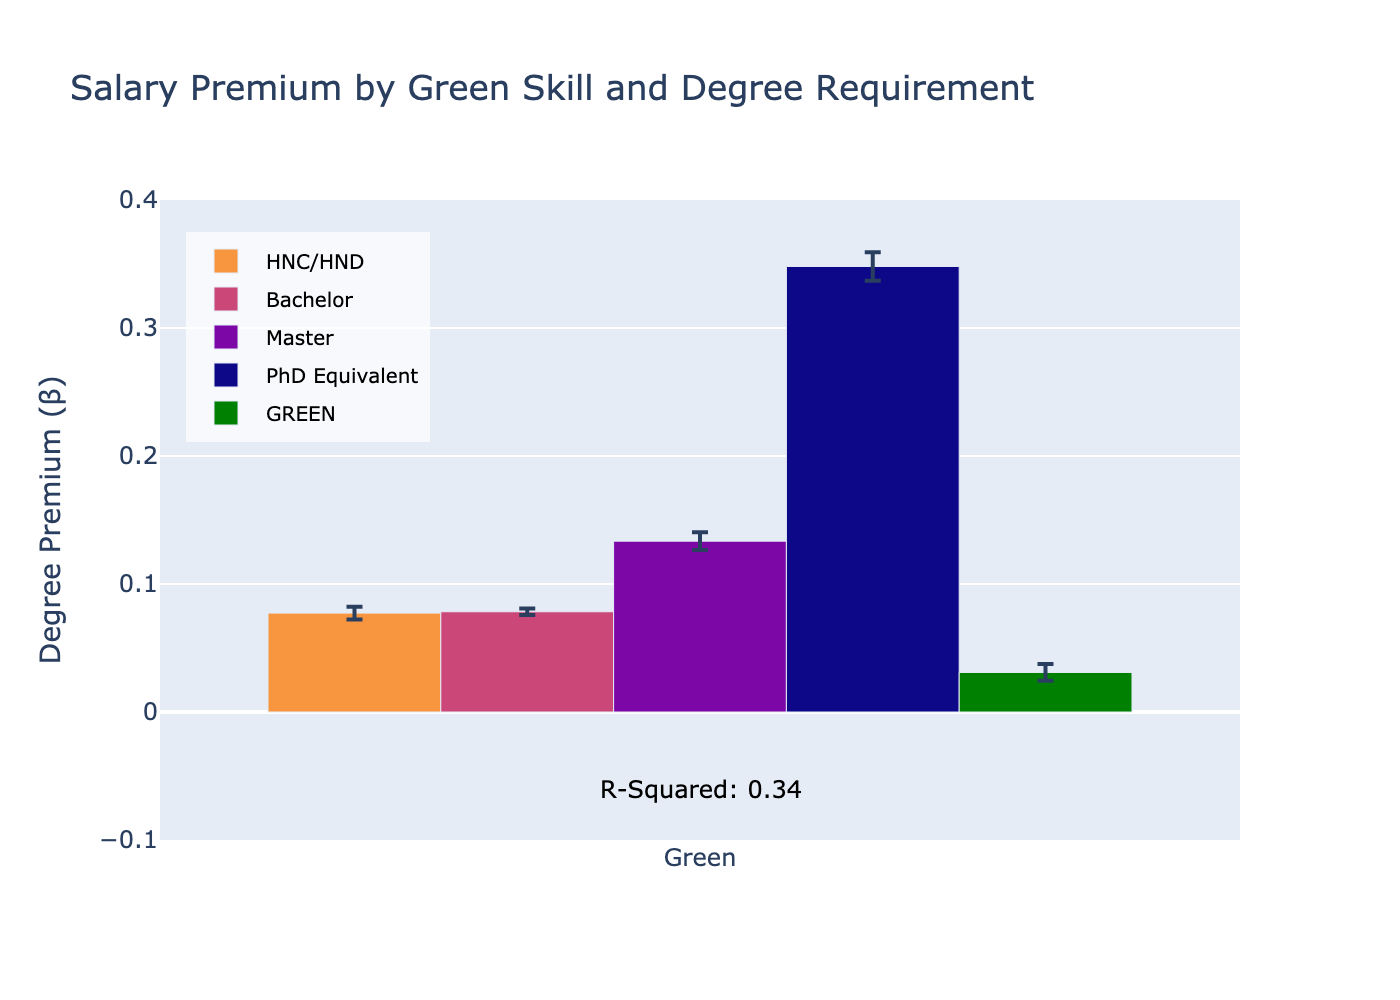 Salary Premium by Green Skill and Degree Requirement
0.4
0.3
0.2
0.1
0
−0.1
Degree Premium (β)
HNC/HND
Bachelor
Master
PhD Equivalent
GREEN
R-Squared: 0.34
Green